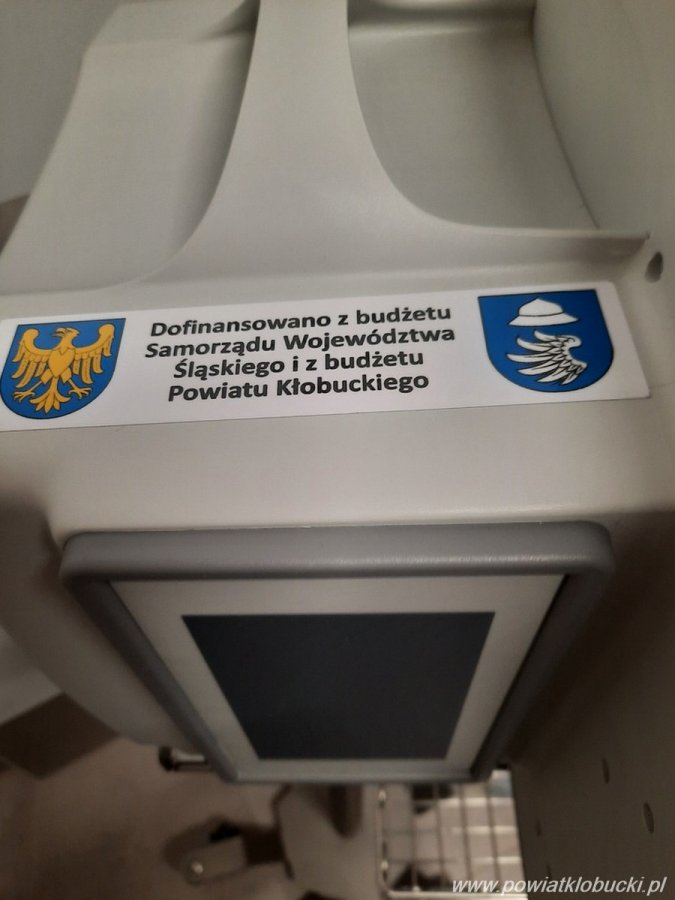 Dofinansowano z budżetu
Samorządu Województwa
Śląskiego i z budżetu
Powiatu Kłobuckiego
www.powiatklobucki.pl